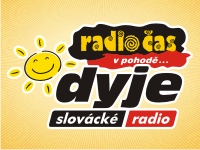 radio čas
v pohodě...
dyje
slovácké radio